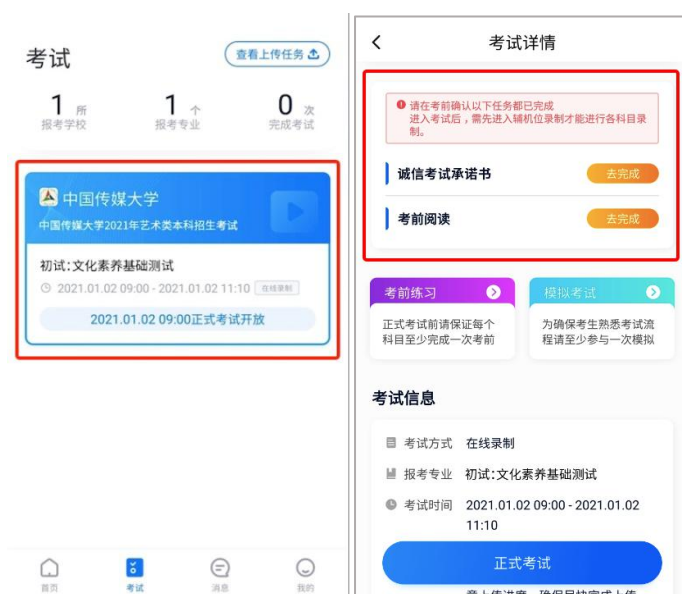 考试
查看上传任务
1 所
报考学校
1 个
报考专业
0 次
完成考试
中国传媒大学
中国传媒大学2021年艺术类本科招生考试
初试:文化素养基础测试
2021.01.02 09:00 - 2021.01.02 11:10 在线录制
2021.01.02 09:00正式考试开放
首页
考试
消息
我的
考试详情
请在考前确认以下任务都已完成
进入考试后，需先进入辅机位录制才能进行各科目录
制。
诚信考试承诺书
去完成
考前阅读
去完成
考前练习
正式考试前请保证每个
科目至少完成一次考前
模拟考试
为确保考生熟悉考试流
程请至少参与一次模拟
考试信息
考试方式 在线录制
报考专业 初试:文化素养基础测试
考试时间 2021.01.02 09:00 - 2021.01.02
11:10
正式考试